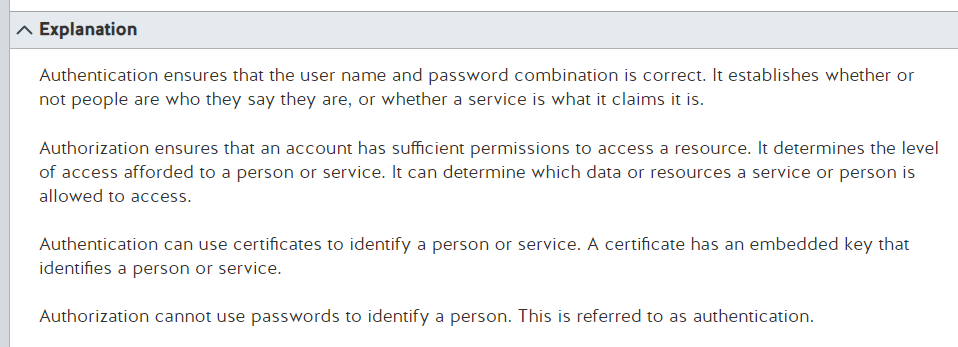 Explanation
Authentication ensures that the user name and password combination is correct. It establishes whether or
not people are who they say they are, or whether a service is what it claims it is.
Authorization ensures that an account has sufficient permissions to access a resource. It determines the level
of access afforded to a person or service. It can determine which data or resources a service or person is
allowed to access.
Authentication can use certificates to identify a person or service. A certificate has an embedded key that
identifies a person or service.
Authorization cannot use passwords to identify a person. This is referred to as authentication.